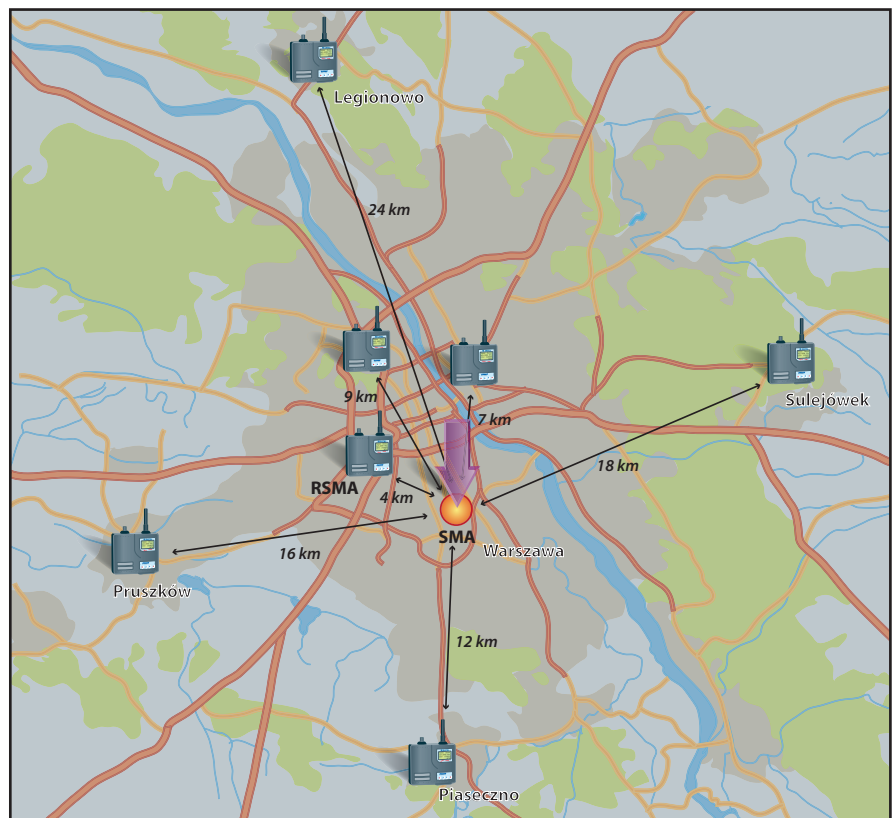 Legionowo
24 km
9 km
7 km
Sulejówek
18 km
RSMA
4 km
SMA
Warszawa
16 km
Pruszków
12 km
Piaseczno